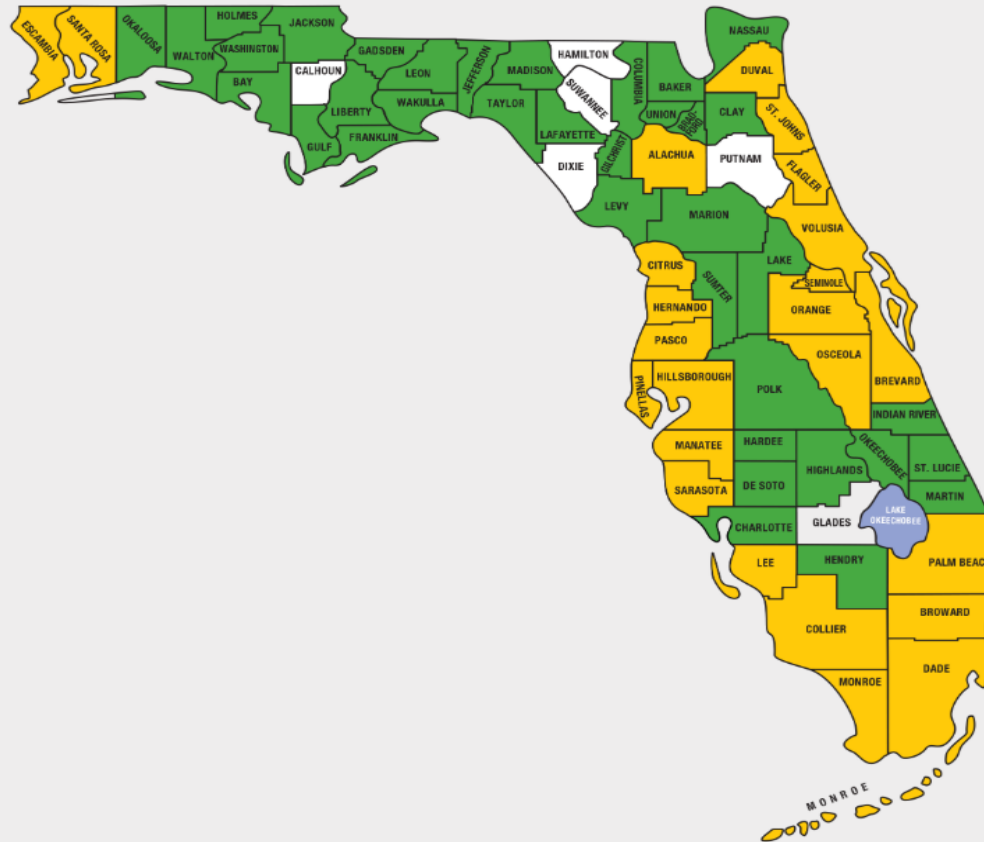 ESCAMBIA
SANTA ROSA
OKALOOSA
WALTON
HOLMES
WASHINGTON
BAY
JACKSON
CALHOUN
GULF
LIBERTY
GADSDEN
FRANKLIN
LEON
WAKULLA
JEFFERSON
MADISON
TAYLOR
HAMILTON
SUWANNEE
LAFAYETTE
DIXIE
COLUMBIA
GILCHRIST
BAKER
UNION
BRAD-
FORD
NASSAU
DUVAL
CLAY
ST. JOHNS
ALACHUA
PUTNAM
FLAGLER
LEVY
MARION
VOLUSIA
CITRUS
SUMTER
LAKE
SEMINOLE
HERNANDO
ORANGE
PASCO
OSCEOLA
BREVARD
PINELLAS
HILLSBOROUGH
POLK
INDIAN RIVER
MANATEE
HARDEE
HIGHLANDS
OKEECHOBEE
ST. LUCIE
SARASOTA
DE SOTO
MARTIN
CHARLOTTE
GLADES
LAKE
OKEECHOBEE
LEE
HENDRY
PALM BEAC
COLLIER
BROWARD
MONROE
DADE
MONROE